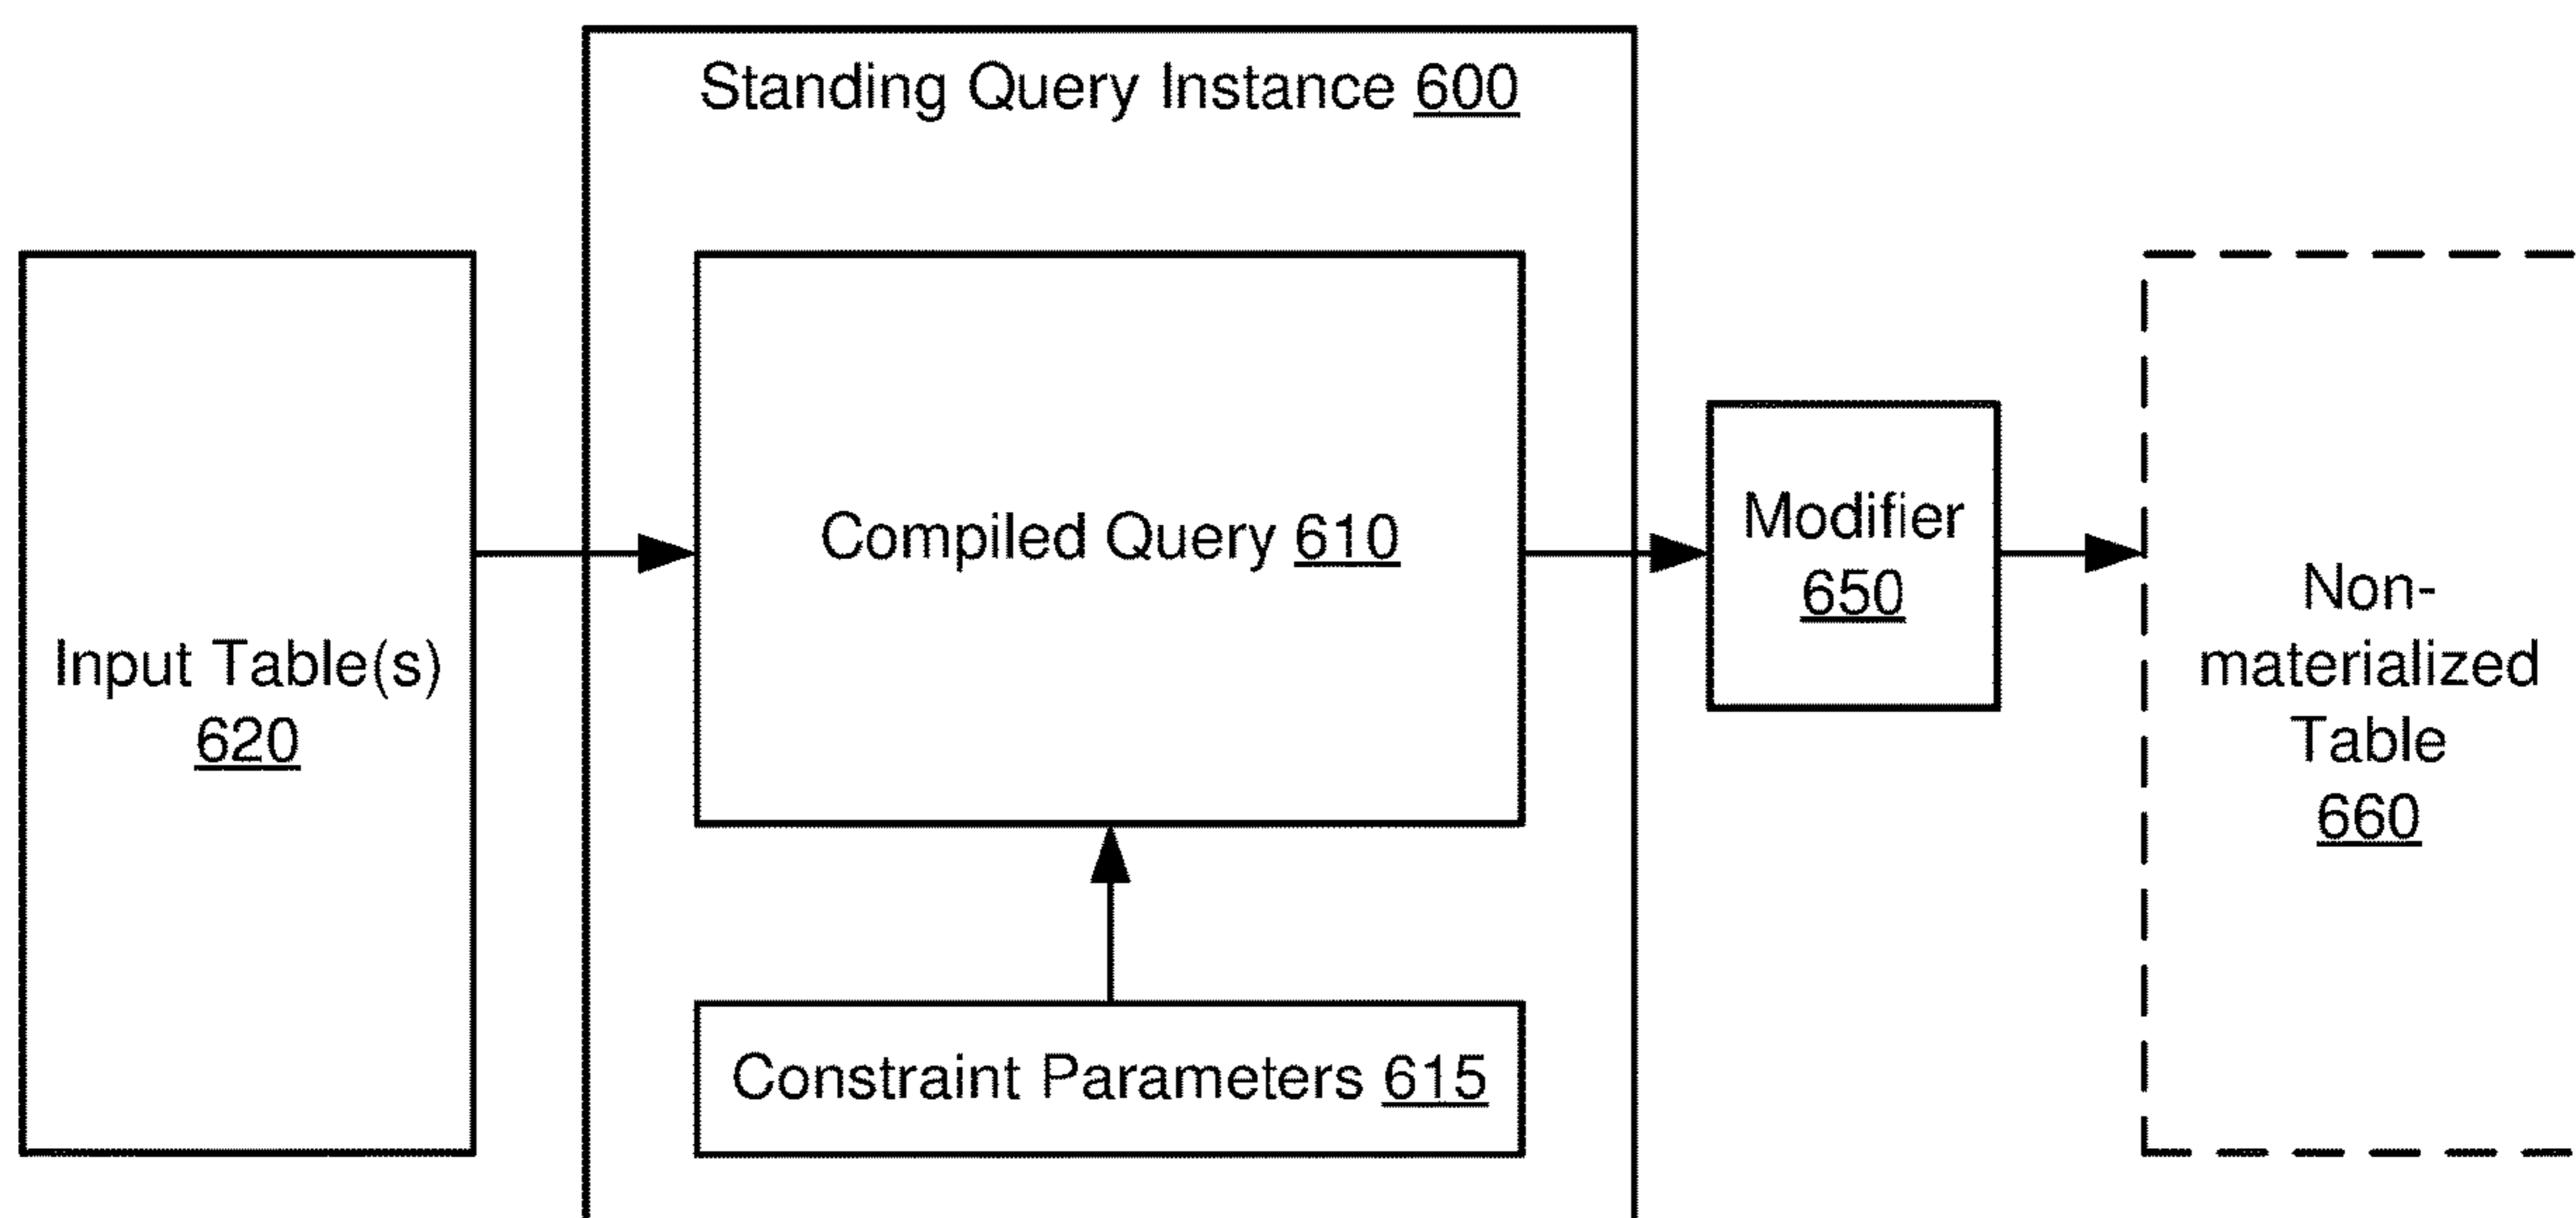 Standing Query Instance 600
Input Table(s)
620
Compiled Query 610
Constraint Parameters 615
Modifier
650
Non-
materialized
Table
660